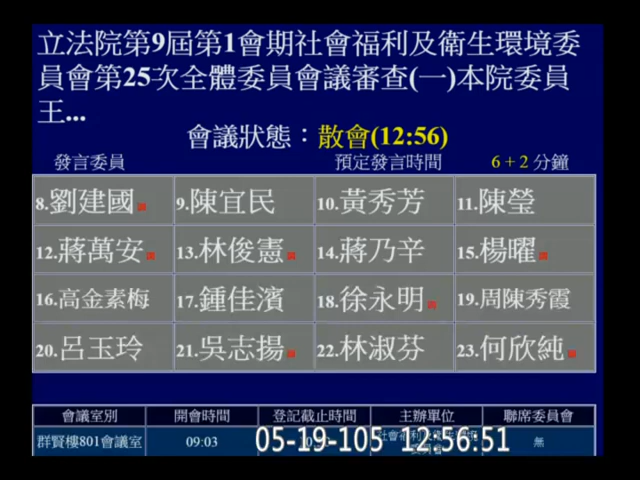 立法院第9屆第1會期社會福利及衛生環境委
員會第25次全體委員會議審查(一)本院委員
王...
會議狀態：散會(12:56)
發言委員 預定發言時間 6 + 2 分鐘
8.劉建國 9.陳宜民 10.黃秀芳 11.陳瑩
12.蔣萬安 13.林俊憲 14.蔣乃辛 15.楊曜
16.高金素梅 17.鍾佳濱 18.徐永明 19.周陳秀霞
20.呂玉玲 21.吳志揚 22.林淑芬 23.何欣純
會議室別 開會時間 登記截止時間 主辦單位 聯席委員會
群賢樓801會議室 09:03 無
05-19-105 12:56:51